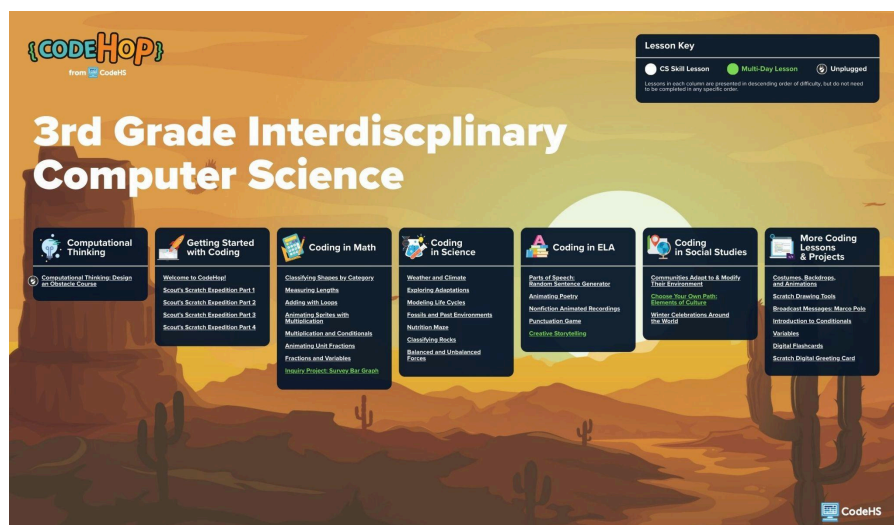 {CODEHOP}
from CodeHS
Lesson Key
CS Skill Lesson
Multi-Day Lesson
Unplugged
Lessons in each column are presented in descending order of difficulty, but do not need
to be completed in any specific order.
3rd Grade Interdiscplinary
Computer Science
Computational
Thinking
Computational Thinking: Design
an Obstacle Course
Getting Started
with Coding
Welcome to CodeHop!
Scout's Scratch Expedition Part 1
Scout's Scratch Expedition Part 2
Scout's Scratch Expedition Part 3
Scout's Scratch Expedition Part 4
Coding in Math
Classifying Shapes by Category
Measuring Lengths
Adding with Loops
Animating Sprites with
Multiplication
Multiplication and Conditionals
Animating Unit Fractions
Fractions and Variables
Inquiry Project: Survey Bar Graph
Coding
in Science
Weather and Climate
Exploring Adaptations
Modeling Life Cycles
Fossils and Past Environments
Nutrition Maze
Classifying Rocks
Balanced and Unbalanced
Forces
Coding in ELA
Parts of Speech:
Random Sentence Generator
Animating Poetry
Nonfiction Animated Recordings
Punctuation Game
Creative Storytelling
Coding
in Social Studies
Communities Adapt to & Modify
Their Environment
Choose Your Own Path:
Elements of Culture
Winter Celebrations Around
the World
More Coding
Lessons
& Projects
Costumes, Backdrops,
and Animations
Scratch Drawing Tools
Broadcast Messages: Marco Polo
Introduction to Conditionals
Variables
Digital Flashcards
Scratch Digital Greeting Card
CodeHS